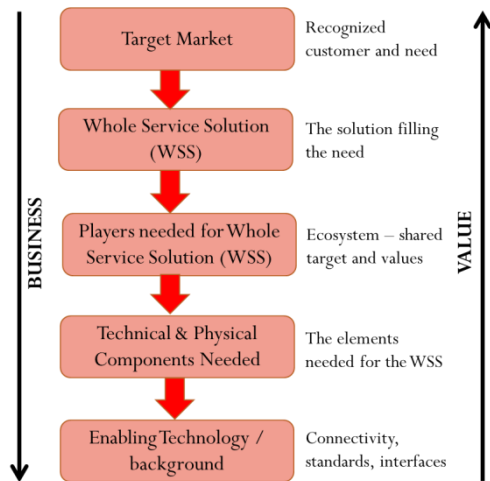 Target Market
Recognized
customer and need
Whole Service Solution
(WSS)
The solution filling
the need
Players needed for Whole
Service Solution (WSS)
Ecosystem – shared
target and values
Technical & Physical
Components Needed
The elements
needed for the WSS
Enabling Technology /
background
Connectivity,
standards, interfaces
BUSINESS
VALUE